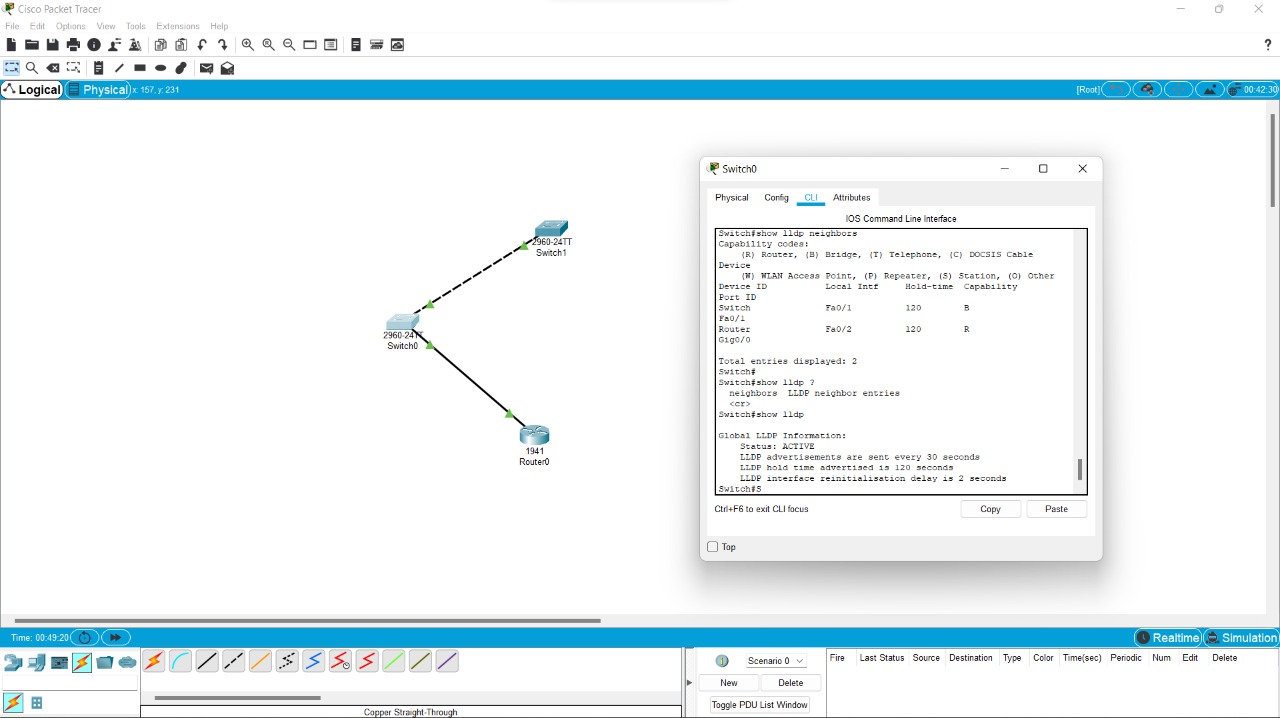 Cisco Packet Tracer
File Edit Options View Tools Extensions Help
?
Logical Physical x: 157, y: 231 [Root] 00:42:30
2960-24TT
Switch1
2960-24TT
Switch0
1941
Router0
Switch0
Physical Config CLI Attributes
IOS Command Line Interface
Switch#show lldp neighbors
Capability codes:
(R) Router, (B) Bridge, (T) Telephone, (C) DOCSIS Cable
Device
(W) WLAN Access Point, (P) Repeater, (S) Station, (O) Other
Device ID Local Intf Hold-time Capability
Port ID
Switch Fa0/1 120 B
Fa0/1
Router Fa0/2 120 R
Gig0/0
Total entries displayed: 2
Switch#
Switch#show lldp ?
neighbors LLDP neighbor entries
<cr>
Switch#show lldp
Global LLDP Information:
Status: ACTIVE
LLDP advertisements are sent every 30 seconds
LLDP hold time advertised is 120 seconds
LLDP interface reinitialisation delay is 2 seconds
Switch#S
Ctrl+F6 to exit CLI focus Copy Paste
Top
Time: 00:49:20 Realtime Simulation
Scenario 0
New Delete
Toggle PDU List Window
Fire Last Status Source Destination Type Color Time(sec) Periodic Num Edit Delete
Copper Straight-Through